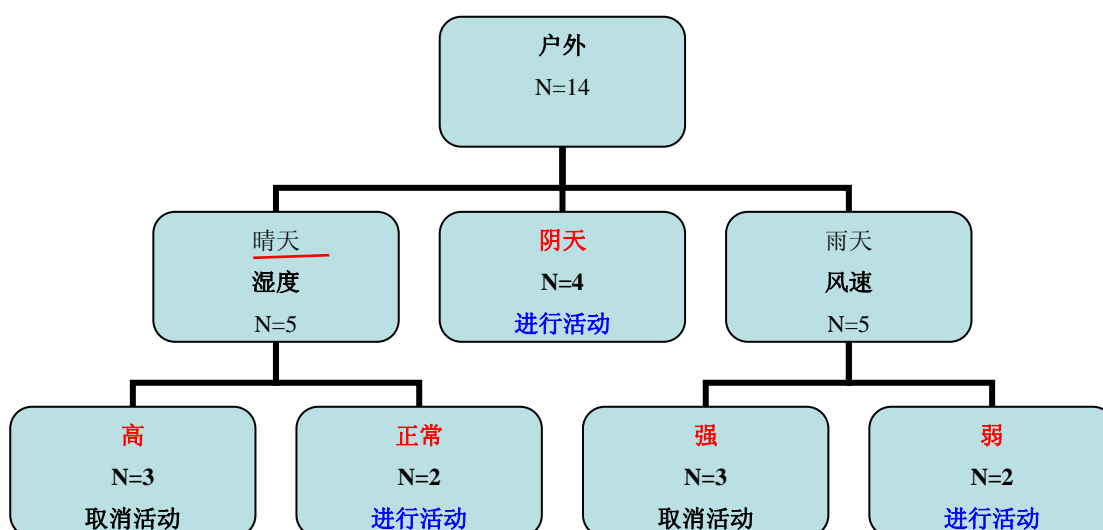 户外
N=14
晴天
湿度
N=5
阴天
N=4
进行活动
雨天
风速
N=5
高
N=3
取消活动
正常
N=2
进行活动
强
N=3
取消活动
弱
N=2
进行活动